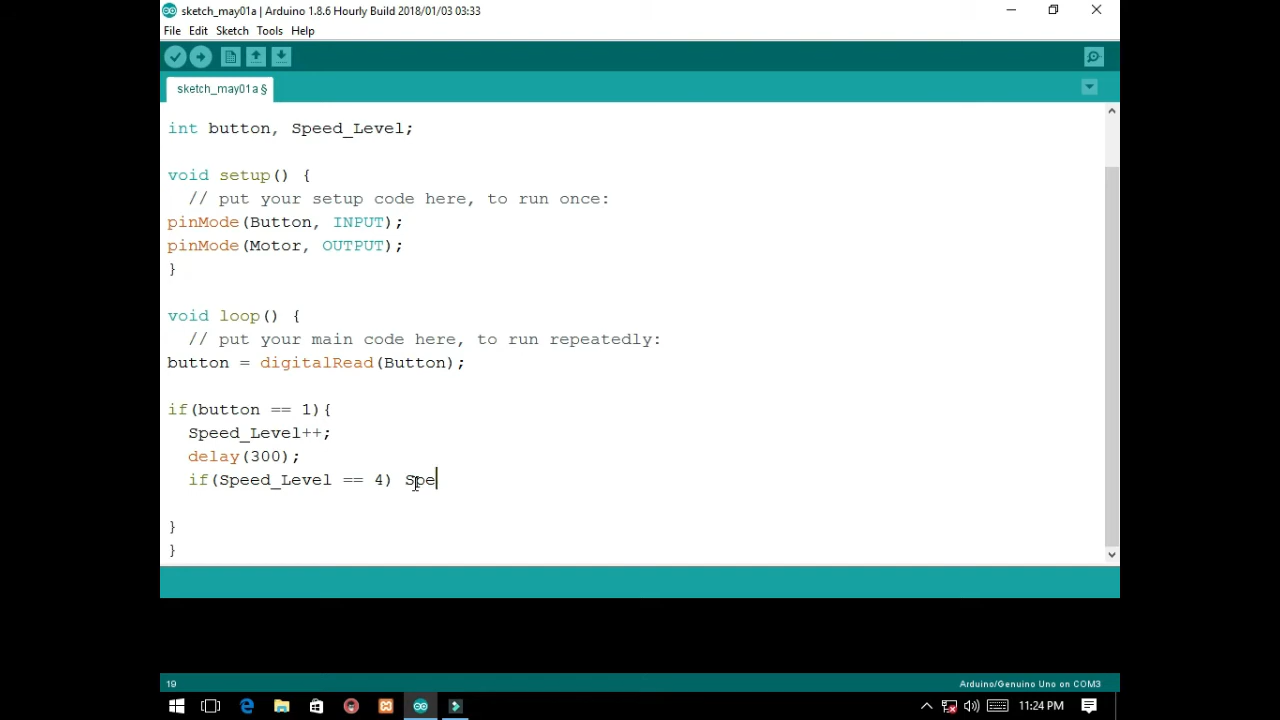 sketch_may01a | Arduino 1.8.6 Hourly Build 2018/01/03 03:33
File Edit Sketch Tools Help
sketch_may01a §
int button, Speed_Level;
void setup() {
// put your setup code here, to run once:
pinMode(Button, INPUT);
pinMode(Motor, OUTPUT);
}
void loop() {
// put your main code here, to run repeatedly:
button = digitalRead(Button);
if(button == 1){
Speed_Level++;
delay(300);
if(Speed_Level == 4) Spe
}
}
19
Arduino/Genuino Uno on COM3
11:24 PM